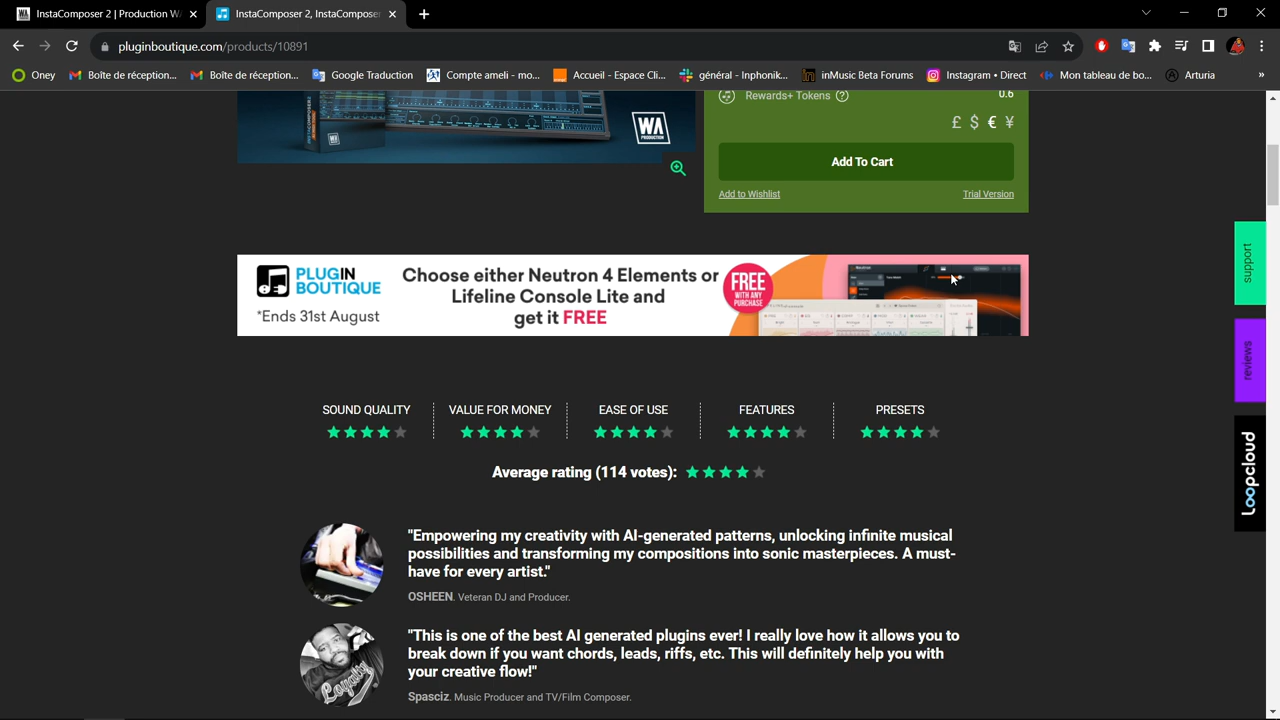 InstaComposer 2 | Production W
InstaComposer 2, InstaComposer
pluginboutique.com/products/10891
Oney
Boîte de réception...
Boîte de réception...
Google Traduction
Compte ameli - mo...
Accueil - Espace Cli...
général - Inphonik...
inMusic Beta Forums
Instagram • Direct
Mon tableau de bo...
Arturia
»
Rewards+ Tokens ?
0.6
£ $ € ¥
WA
PRODUCTION
Add To Cart
Add to Wishlist
Trial Version
PLUGIN
BOUTIQUE
*Ends 31st August
Choose either Neutron 4 Elements or
Lifeline Console Lite and
get it FREE
FREE
WITH ANY
PURCHASE
support
reviews
Loopcloud
SOUND QUALITY
VALUE FOR MONEY
EASE OF USE
FEATURES
PRESETS
Average rating (114 votes):
"Empowering my creativity with AI-generated patterns, unlocking infinite musical
possibilities and transforming my compositions into sonic masterpieces. A must-
have for every artist."
OSHEEN. Veteran DJ and Producer.
"This is one of the best AI generated plugins ever! I really love how it allows you to
break down if you want chords, leads, riffs, etc. This will definitely help you with
your creative flow!"
Spasciz. Music Producer and TV/Film Composer.
Loyalty